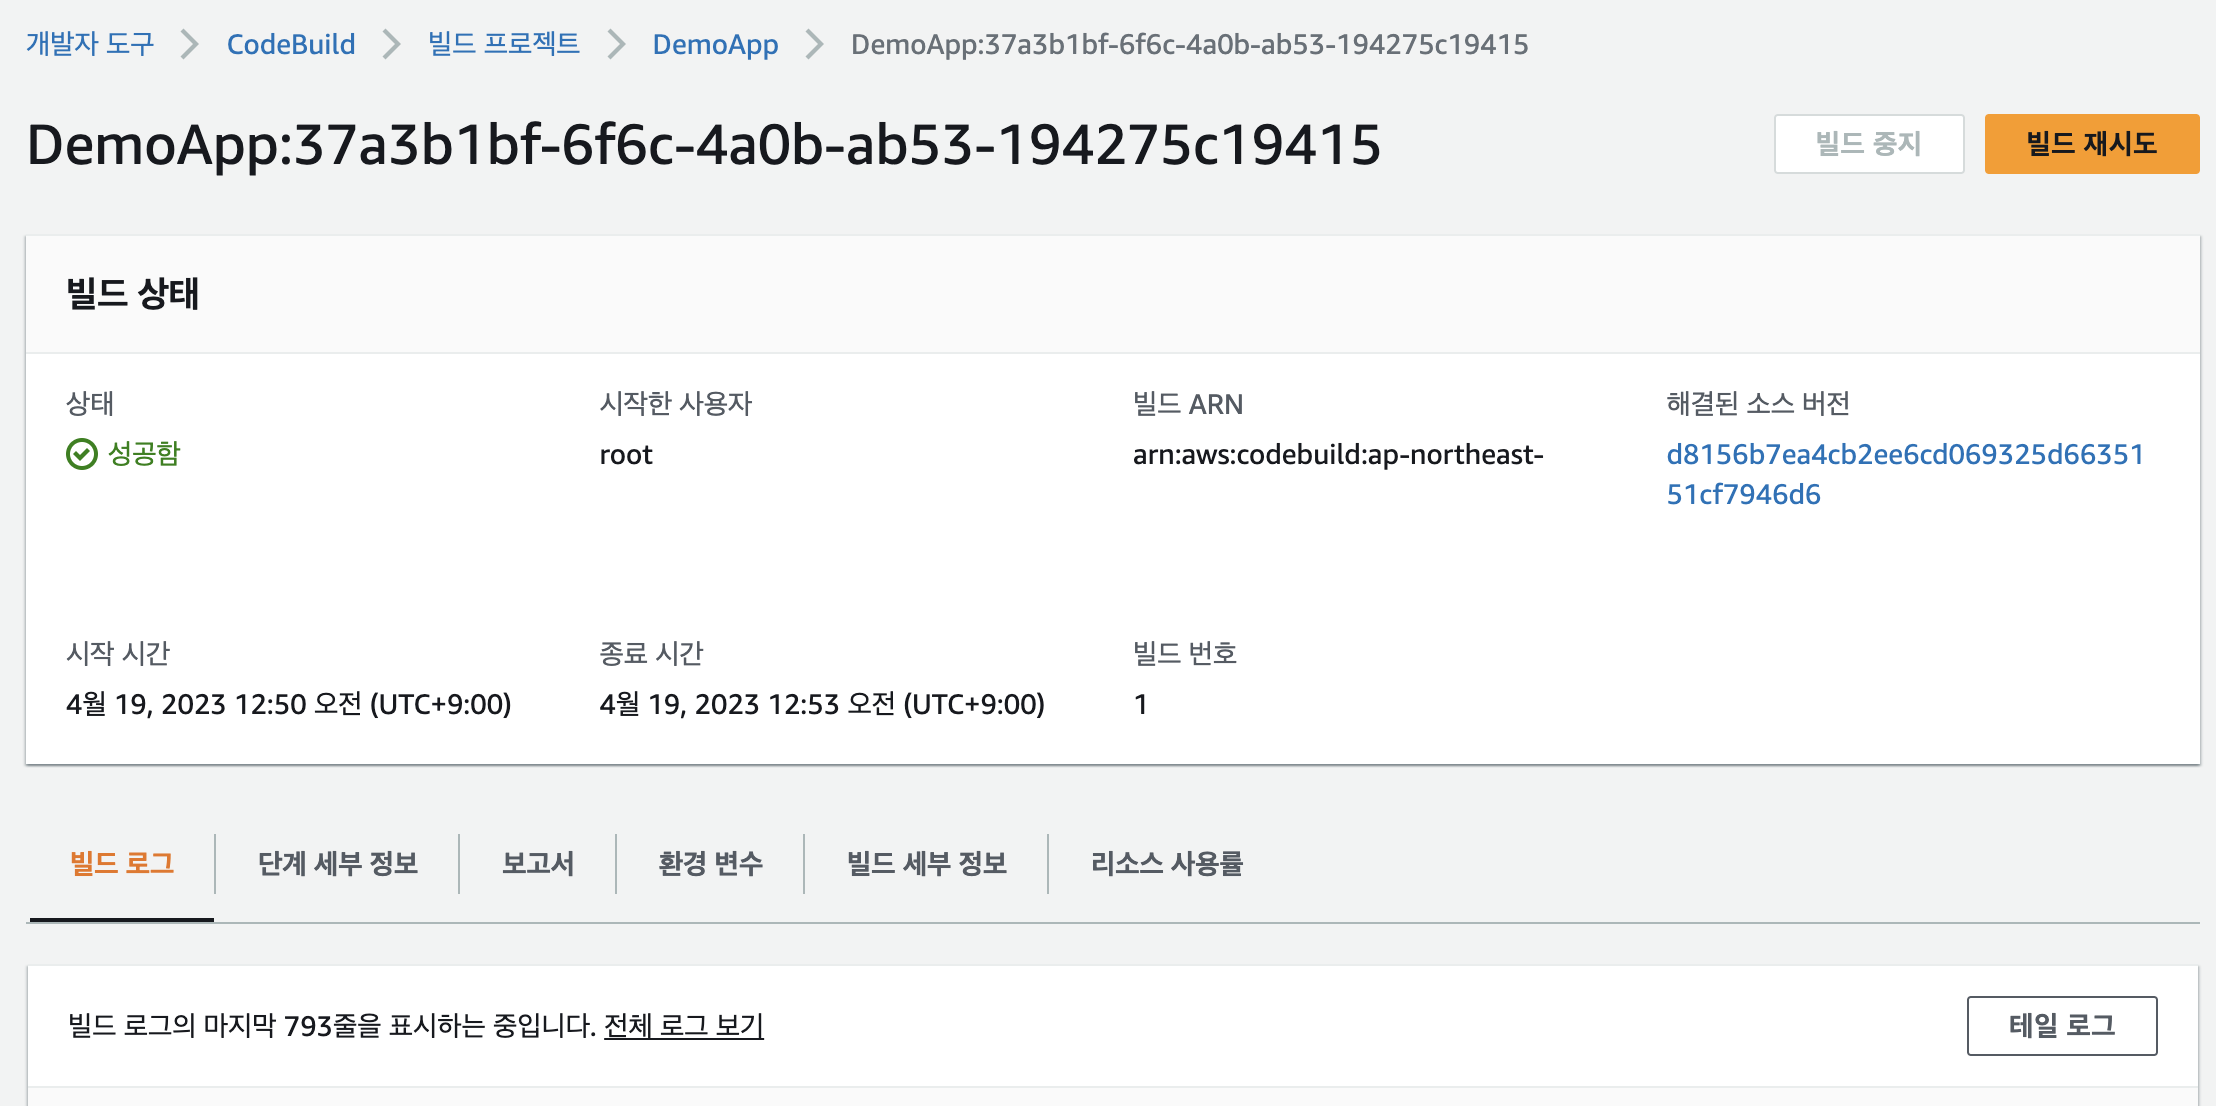 개발자 도구 > CodeBuild > 빌드 프로젝트 > DemoApp > DemoApp:37a3b1bf-6f6c-4a0b-ab53-194275c19415
DemoApp:37a3b1bf-6f6c-4a0b-ab53-194275c19415
빌드 중지
빌드 재시도
빌드 상태
상태
성공함
시작한 사용자
root
빌드 ARN
arn:aws:codebuild:ap-northeast-
해결된 소스 버전
d8156b7ea4cb2ee6cd069325d66351
51cf7946d6
시작 시간
4월 19, 2023 12:50 오전 (UTC+9:00)
종료 시간
4월 19, 2023 12:53 오전 (UTC+9:00)
빌드 번호
1
빌드 로그
단계 세부 정보
보고서
환경 변수
빌드 세부 정보
리소스 사용률
빌드 로그의 마지막 793줄을 표시하는 중입니다. 전체 로그 보기
테일 로그